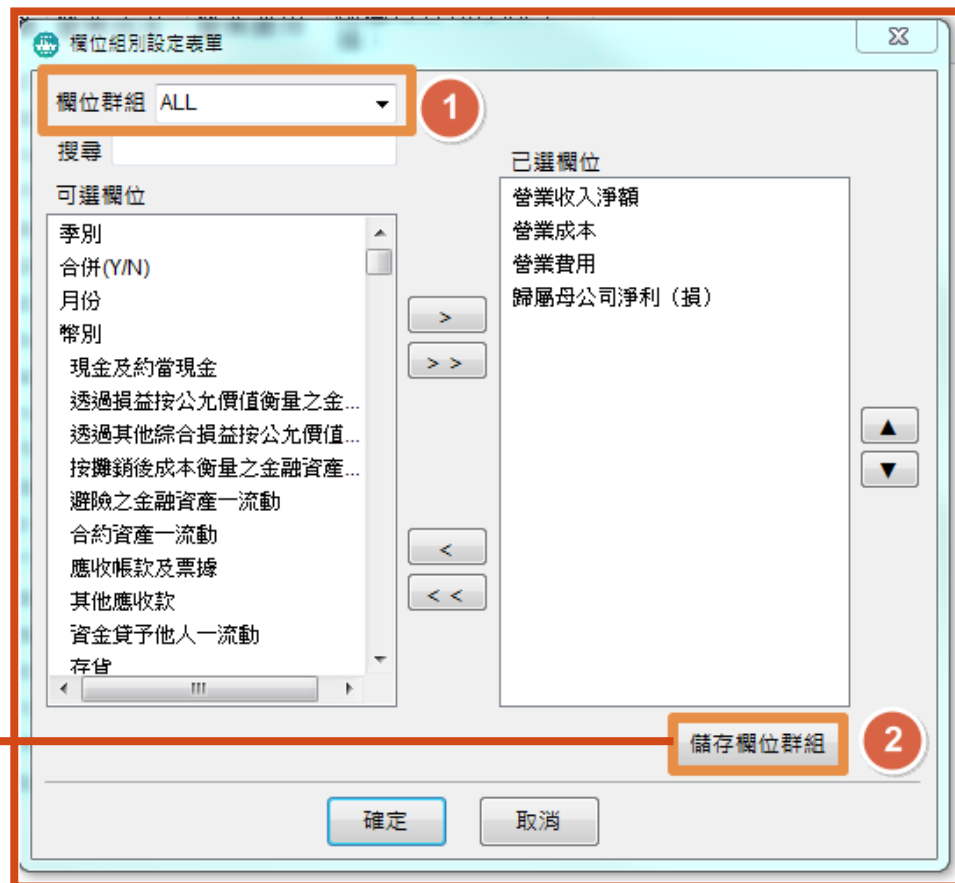 欄位組別設定表單
欄位群組 ALL
1
搜尋
可選欄位
季別
合併(Y/N)
月份
幣別
現金及約當現金
透過損益按公允價值衡量之金...
透過其他綜合損益按公允價值...
按攤銷後成本衡量之金融資產...
避險之金融資產－流動
合約資產－流動
應收帳款及票據
其他應收款
資金貸予他人－流動
存貨
>
>>
<
<<
已選欄位
營業收入淨額
營業成本
營業費用
歸屬母公司淨利（損）
▲
▼
儲存欄位群組
2
確定
取消